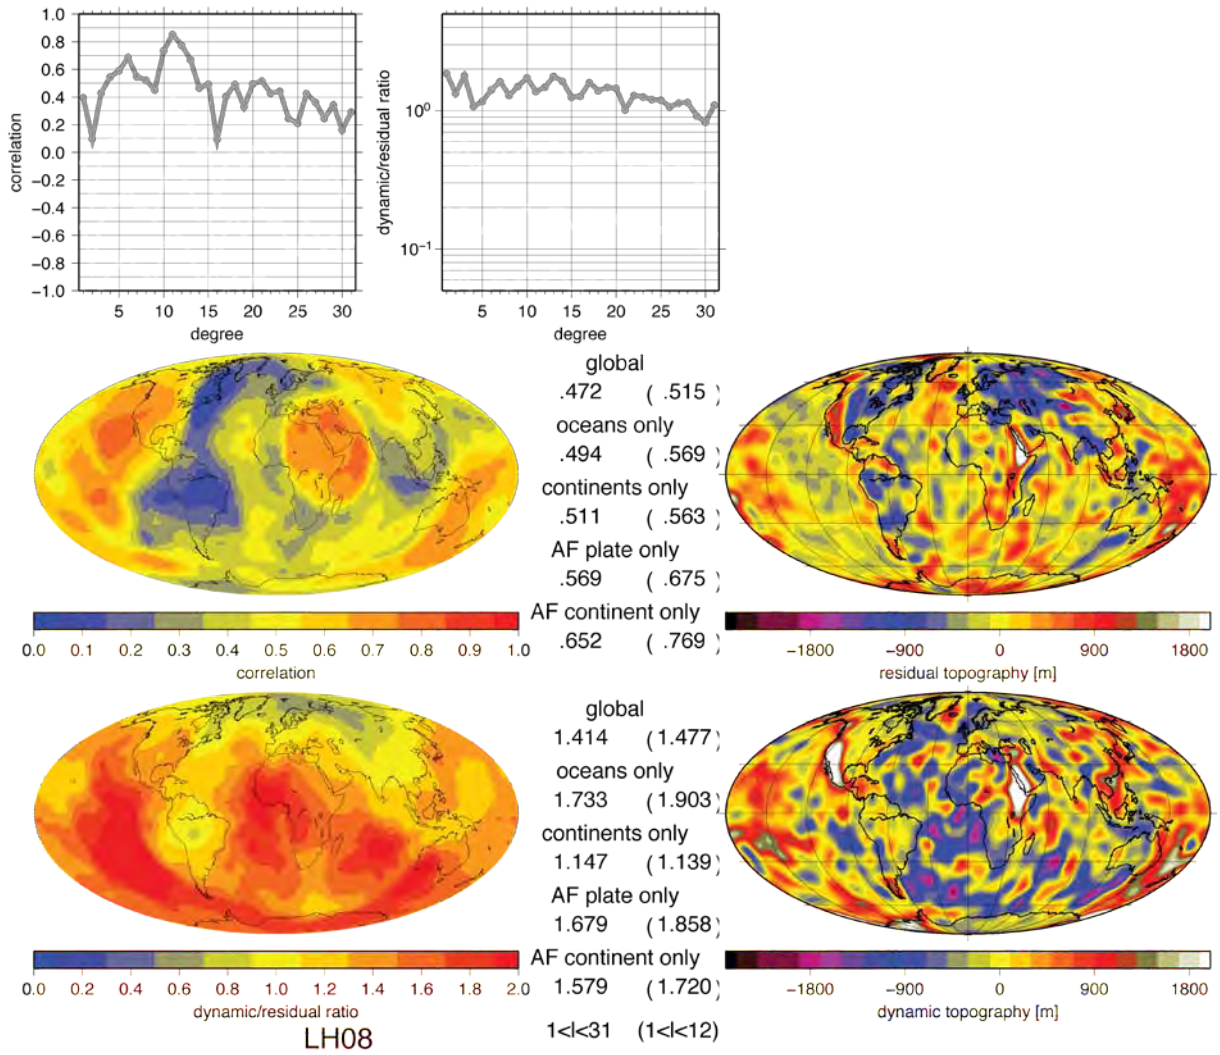 1.0
0.8
0.6
0.4
0.2
0.0
−0.2
−0.4
−0.6
−0.8
−1.0
correlation
5 10 15 20 25 30
degree
10⁰
10⁻¹
dynamic/residual ratio
5 10 15 20 25 30
degree
global
.472 ( .515 )
oceans only
.494 ( .569 )
continents only
.511 ( .563 )
AF plate only
.569 ( .675 )
AF continent only
.652 ( .769 )
0.0 0.1 0.2 0.3 0.4 0.5 0.6 0.7 0.8 0.9 1.0
correlation
−1800 −900 0 900 1800
residual topography [m]
global
1.414 ( 1.477 )
oceans only
1.733 ( 1.903 )
continents only
1.147 ( 1.139 )
AF plate only
1.679 ( 1.858 )
AF continent only
1.579 ( 1.720 )
1<l<31 (1<l<12)
0.0 0.2 0.4 0.6 0.8 1.0 1.2 1.4 1.6 1.8 2.0
dynamic/residual ratio
LH08
−1800 −900 0 900 1800
dynamic topography [m]